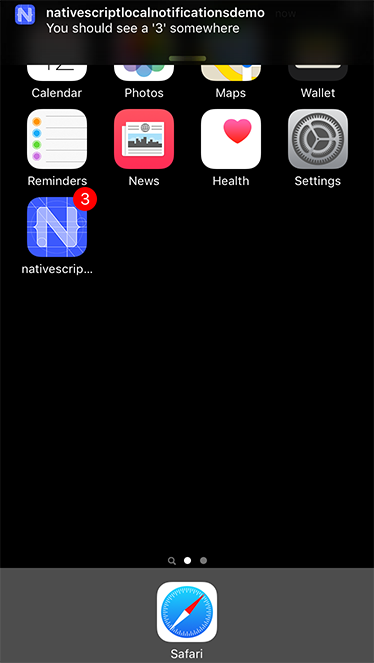 nativescriptlocalnotificationsdemo now
You should see a '3' somewhere
Calendar Photos Maps Wallet
Reminders News Health Settings
3
nativescrip...
Safari